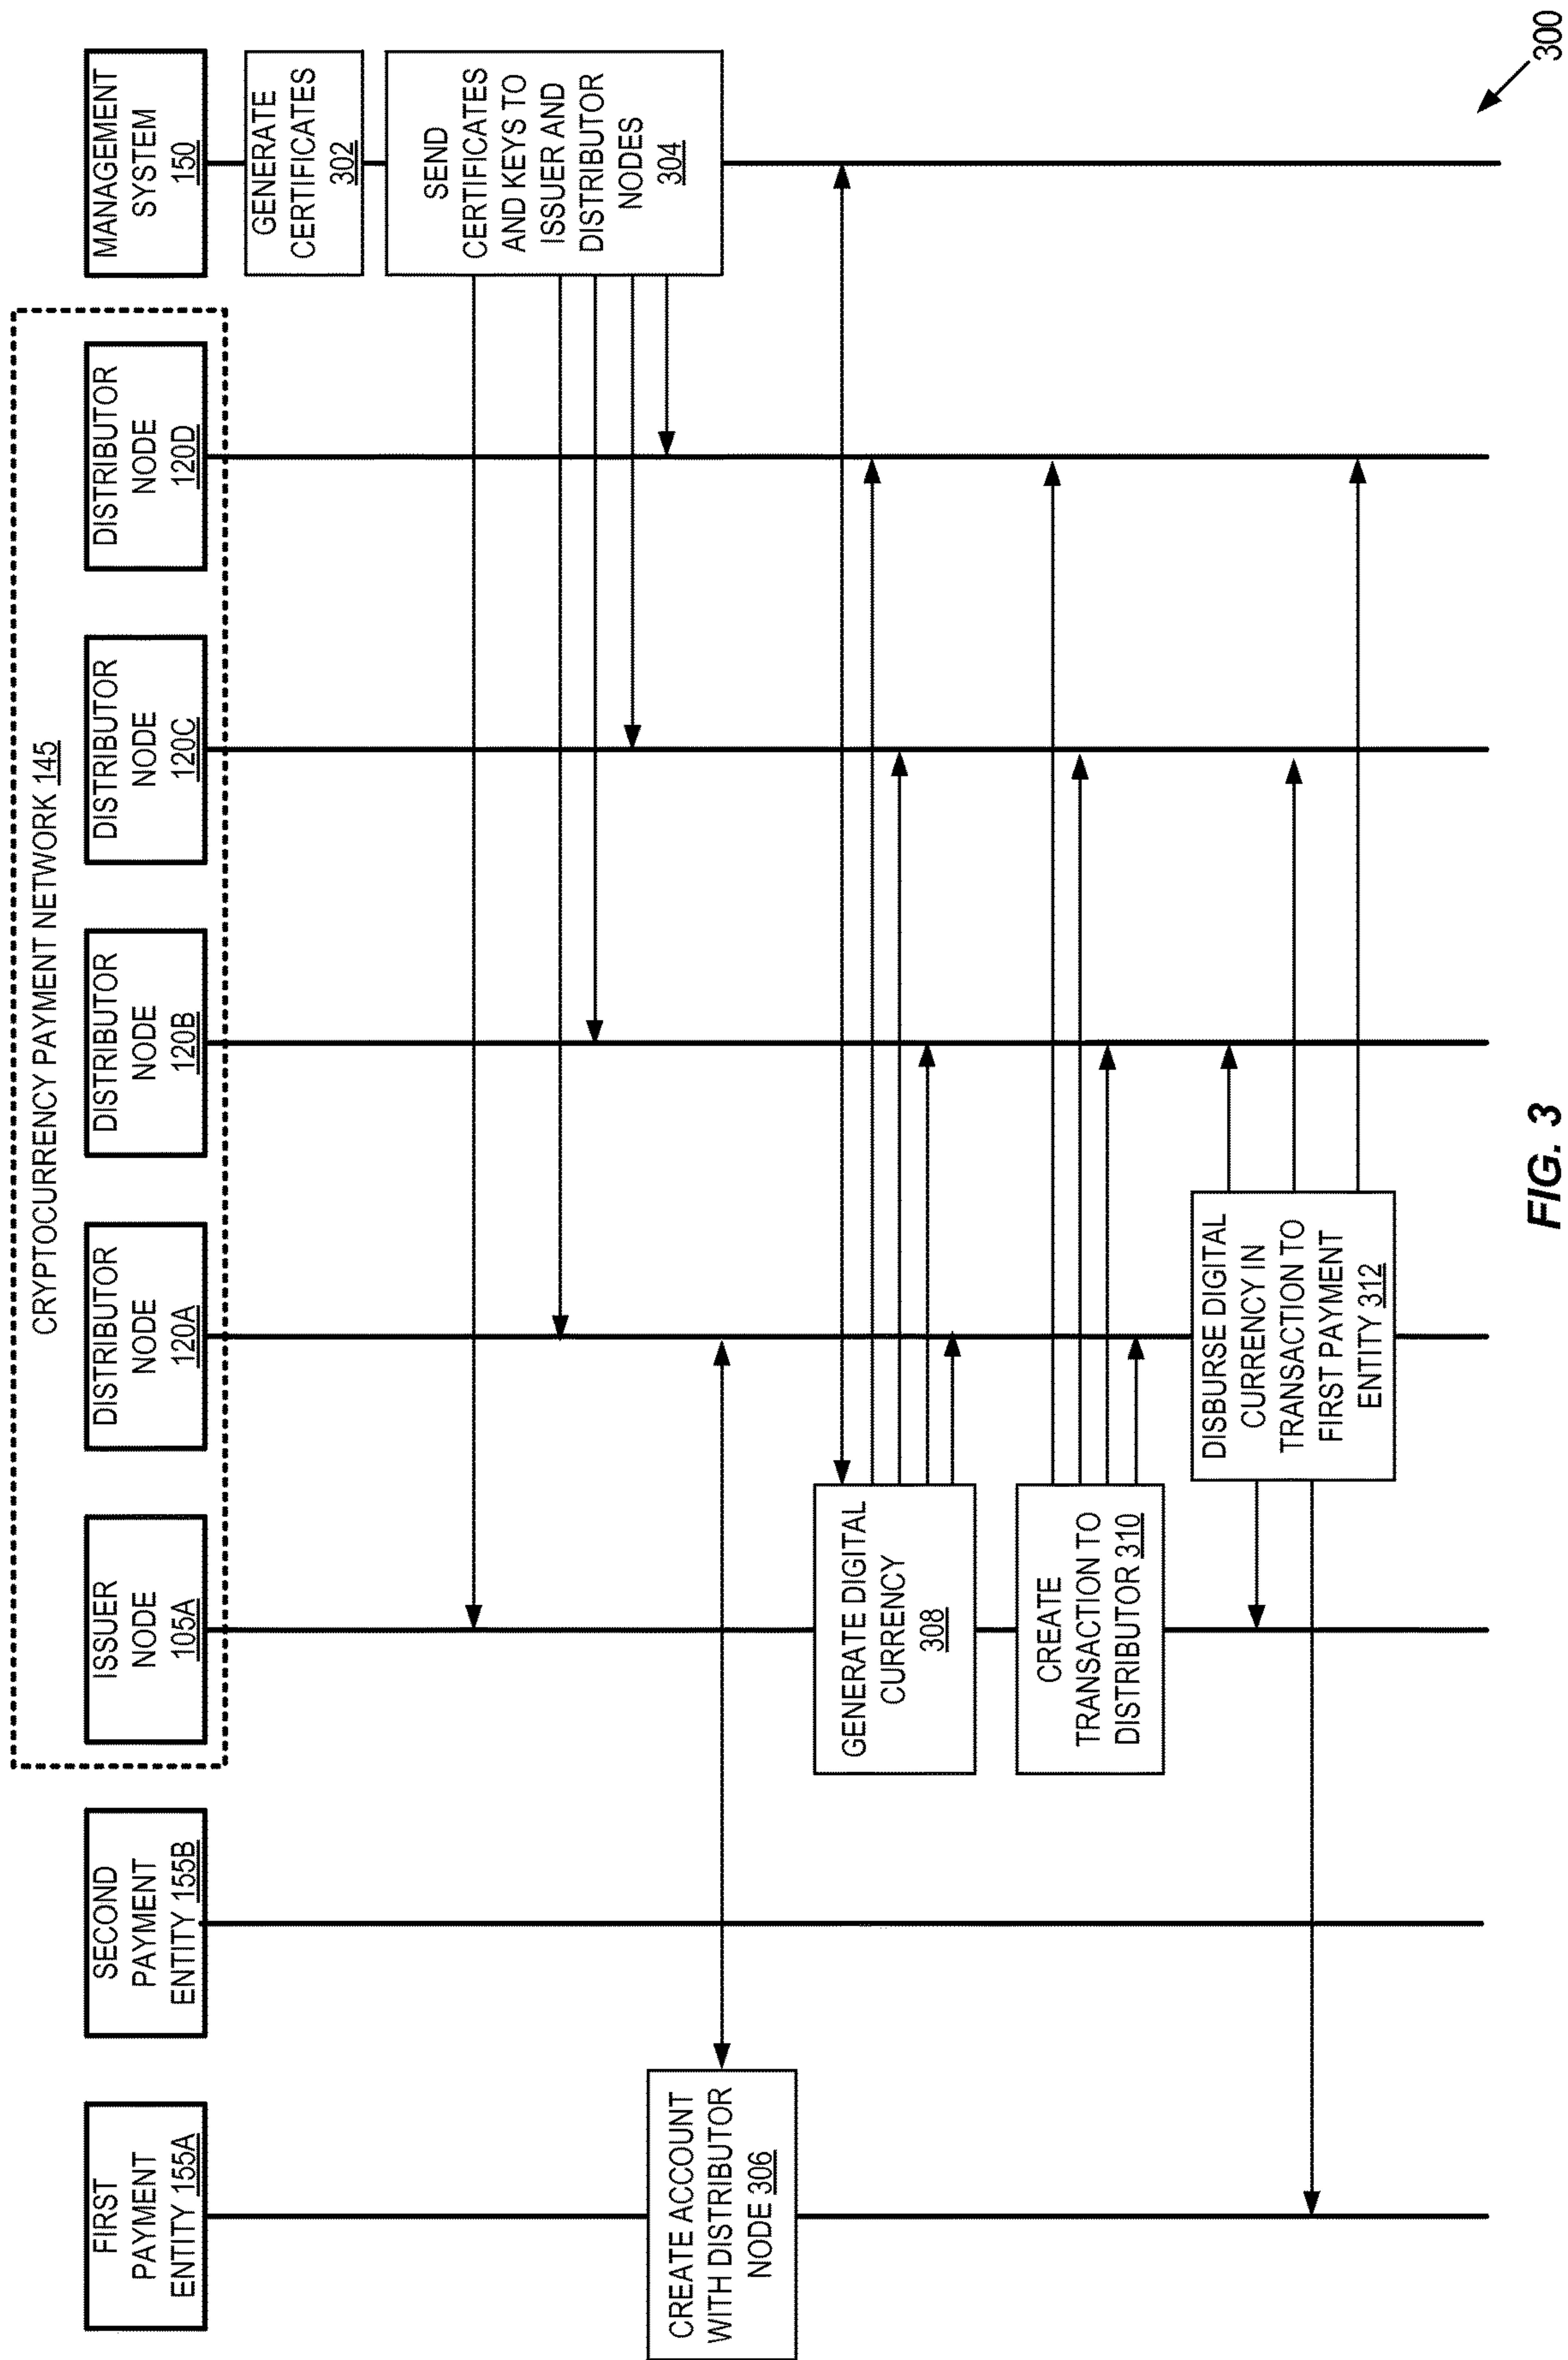 CRYPTOCURRENCY PAYMENT NETWORK 145
FIRST
PAYMENT
ENTITY 155A
SECOND
PAYMENT
ENTITY 155B
ISSUER
NODE
105A
DISTRIBUTOR
NODE
120A
DISTRIBUTOR
NODE
120B
DISTRIBUTOR
NODE
120C
DISTRIBUTOR
NODE
120D
MANAGEMENT
SYSTEM
150
GENERATE
CERTIFICATES
302
SEND
CERTIFICATES
AND KEYS TO
ISSUER AND
DISTRIBUTOR
NODES
304
CREATE ACCOUNT
WITH DISTRIBUTOR
NODE 306
GENERATE DIGITAL
CURRENCY
308
CREATE
TRANSACTION TO
DISTRIBUTOR 310
DISBURSE DIGITAL
CURRENCY IN
TRANSACTION TO
FIRST PAYMENT
ENTITY 312
300
FIG. 3